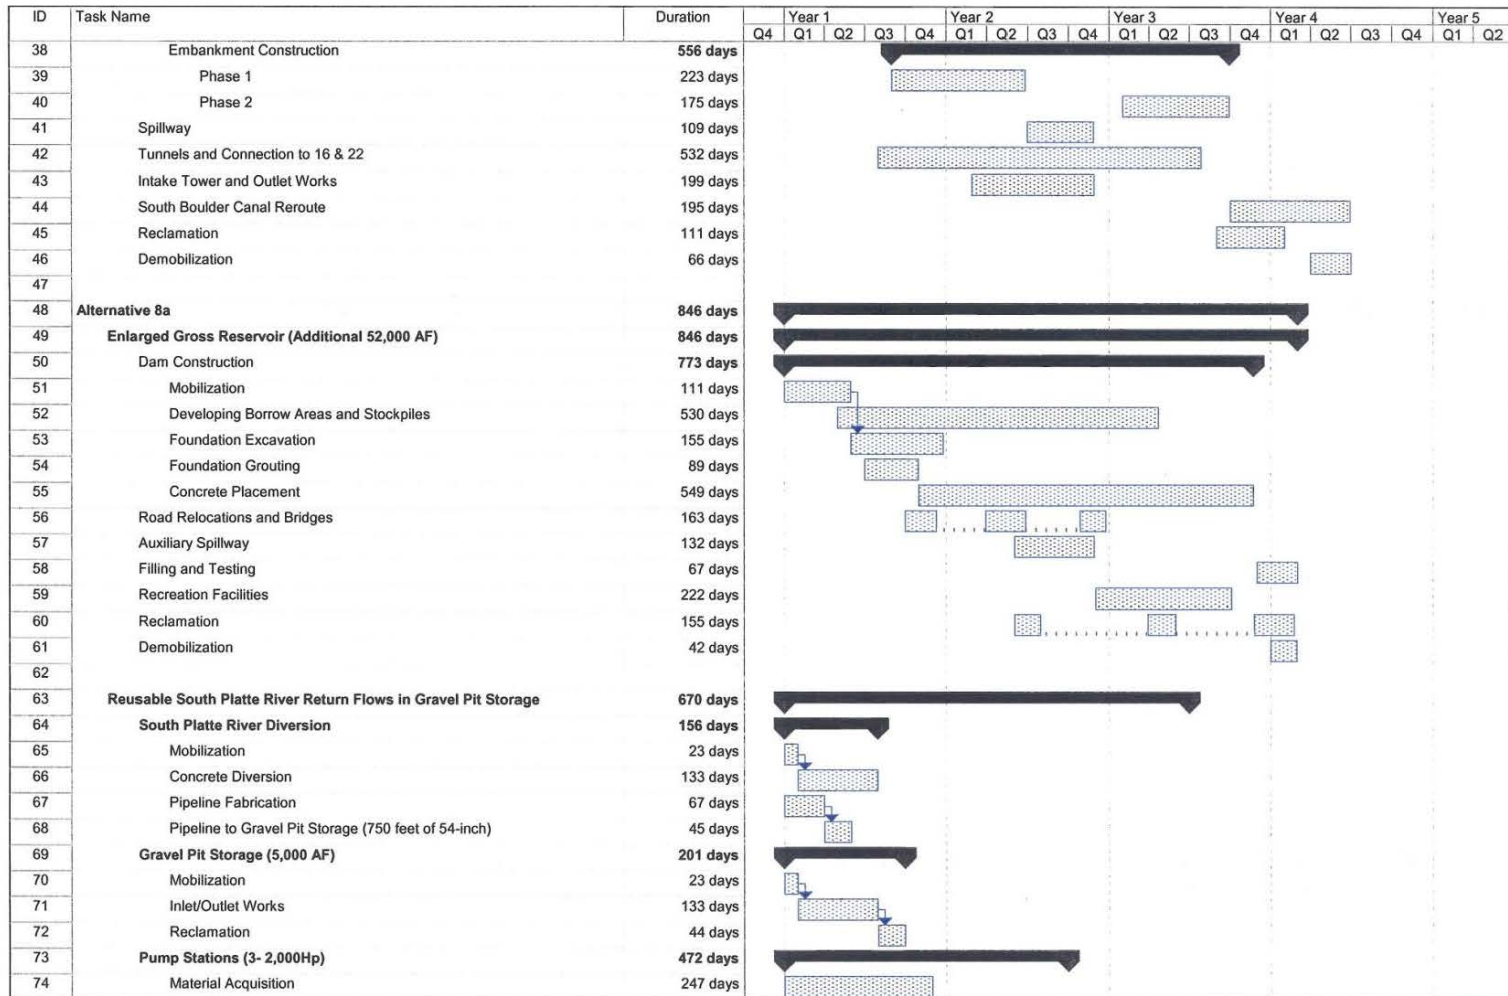 ID Task Name Duration Year 1 Year 2 Year 3 Year 4 Year 5
Q4 Q1 Q2 Q3 Q4 Q1 Q2 Q3 Q4 Q1 Q2 Q3 Q4 Q1 Q2 Q3 Q4 Q1 Q2
38 Embankment Construction 556 days
39 Phase 1 223 days
40 Phase 2 175 days
41 Spillway 109 days
42 Tunnels and Connection to 16 & 22 532 days
43 Intake Tower and Outlet Works 199 days
44 South Boulder Canal Reroute 195 days
45 Reclamation 111 days
46 Demobilization 66 days
47
48 Alternative 8a 846 days
49 Enlarged Gross Reservoir (Additional 52,000 AF) 846 days
50 Dam Construction 773 days
51 Mobilization 111 days
52 Developing Borrow Areas and Stockpiles 530 days
53 Foundation Excavation 155 days
54 Foundation Grouting 89 days
55 Concrete Placement 549 days
56 Road Relocations and Bridges 163 days
57 Auxiliary Spillway 132 days
58 Filling and Testing 67 days
59 Recreation Facilities 222 days
60 Reclamation 155 days
61 Demobilization 42 days
62
63 Reusable South Platte River Return Flows in Gravel Pit Storage 670 days
64 South Platte River Diversion 156 days
65 Mobilization 23 days
66 Concrete Diversion 133 days
67 Pipeline Fabrication 67 days
68 Pipeline to Gravel Pit Storage (750 feet of 54-inch) 45 days
69 Gravel Pit Storage (5,000 AF) 201 days
70 Mobilization 23 days
71 Inlet/Outlet Works 133 days
72 Reclamation 44 days
73 Pump Stations (3- 2,000Hp) 472 days
74 Material Acquisition 247 days